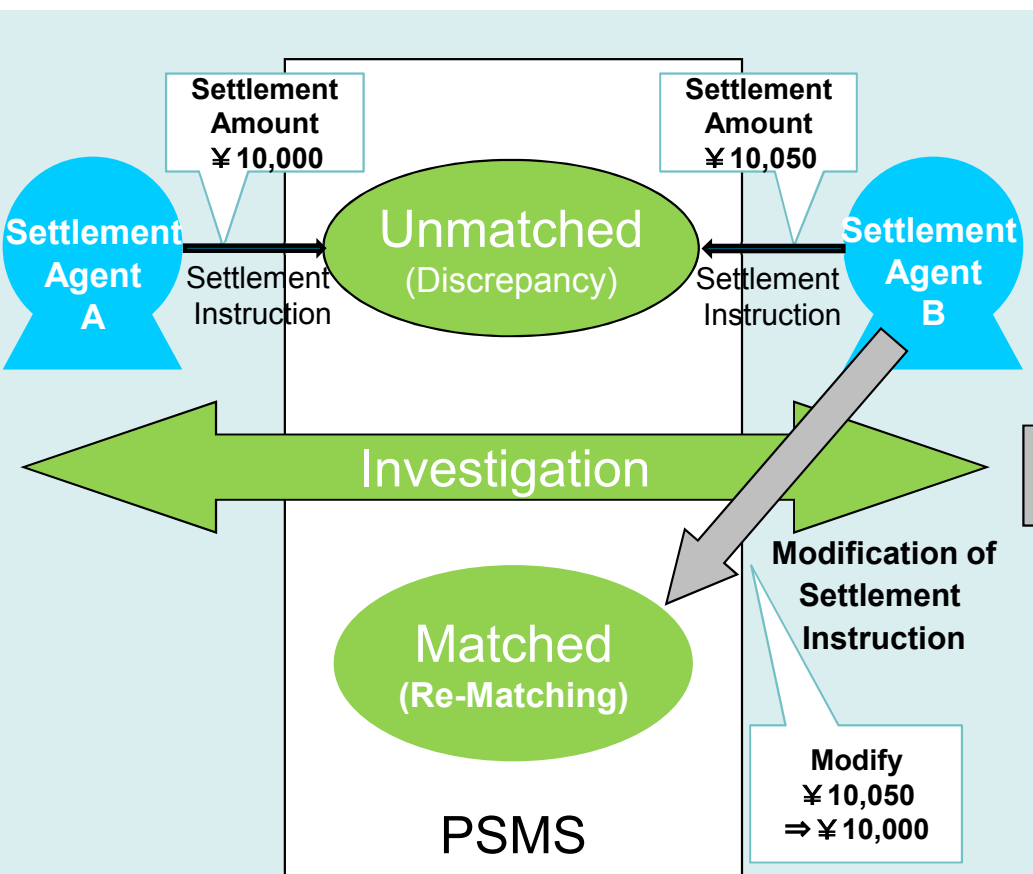 Settlement
Amount
¥10,000
Settlement
Amount
¥10,050
Settlement
Agent
A
Settlement
Instruction
Unmatched
(Discrepancy)
Settlement
Instruction
Settlement
Agent
B
Investigation
Modification of
Settlement
Instruction
Matched
(Re-Matching)
Modify
¥10,050
⇒¥10,000
PSMS